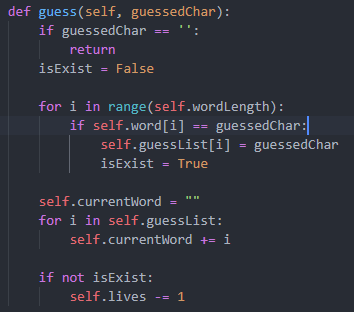 def guess(self, guessedChar):
    if guessedChar == '':
        return
    isExist = False

    for i in range(self.wordLength):
        if self.word[i] == guessedChar:
            self.guessList[i] = guessedChar
            isExist = True

    self.currentWord = ""
    for i in self.guessList:
        self.currentWord += i

    if not isExist:
        self.lives -= 1